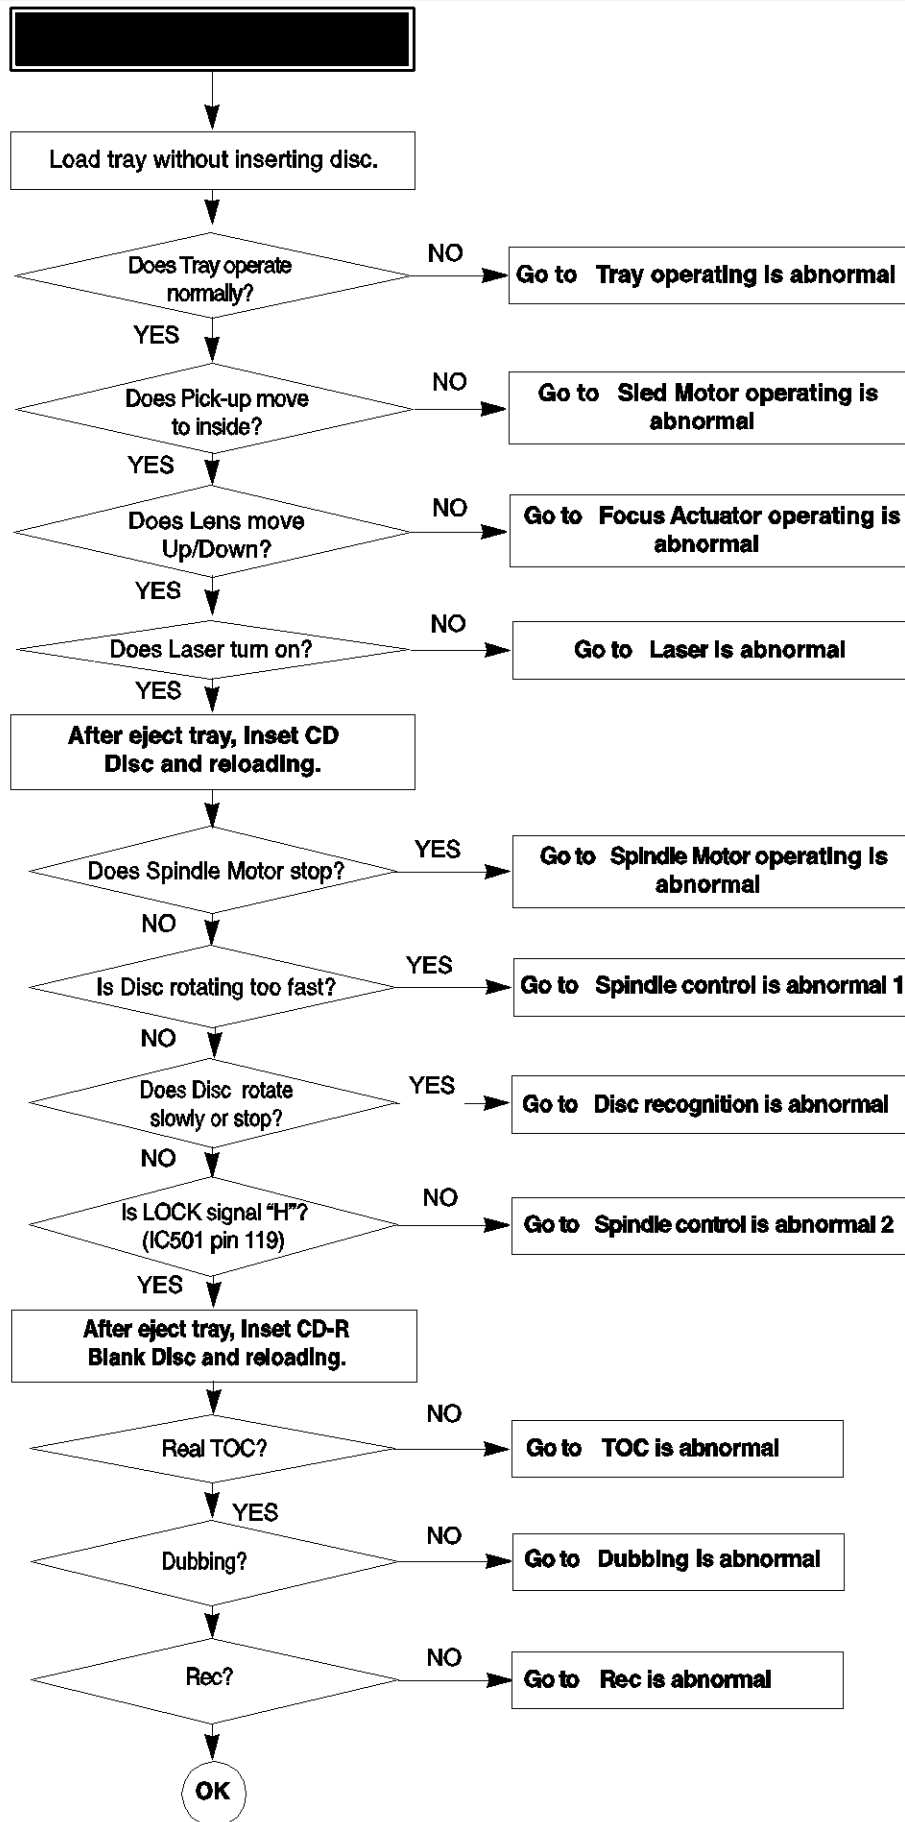 Load tray without inserting disc.
Does Tray operate
normally?
NO
Go to Tray operating is abnormal
YES
Does Pick-up move
to inside?
NO
Go to Sled Motor operating is
abnormal
YES
Does Lens move
Up/Down?
NO
Go to Focus Actuator operating is
abnormal
YES
Does Laser turn on?
NO
Go to Laser is abnormal
YES
After eject tray, Inset CD
Disc and reloading.
Does Spindle Motor stop?
YES
Go to Spindle Motor operating is
abnormal
NO
Is Disc rotating too fast?
YES
Go to Spindle control is abnormal 1
NO
Does Disc rotate
slowly or stop?
YES
Go to Disc recognition is abnormal
NO
Is LOCK signal “H”?
(IC501 pin 119)
NO
Go to Spindle control is abnormal 2
YES
After eject tray, Inset CD-R
Blank Disc and reloading.
Real TOC?
NO
Go to TOC is abnormal
YES
Dubbing?
NO
Go to Dubbing is abnormal
Rec?
NO
Go to Rec is abnormal
OK